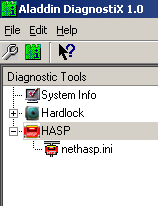 Aladdin DiagnostiX 1.0
File Edit Help
Diagnostic Tools
System Info
Hardlock
HASP
nethasp.ini